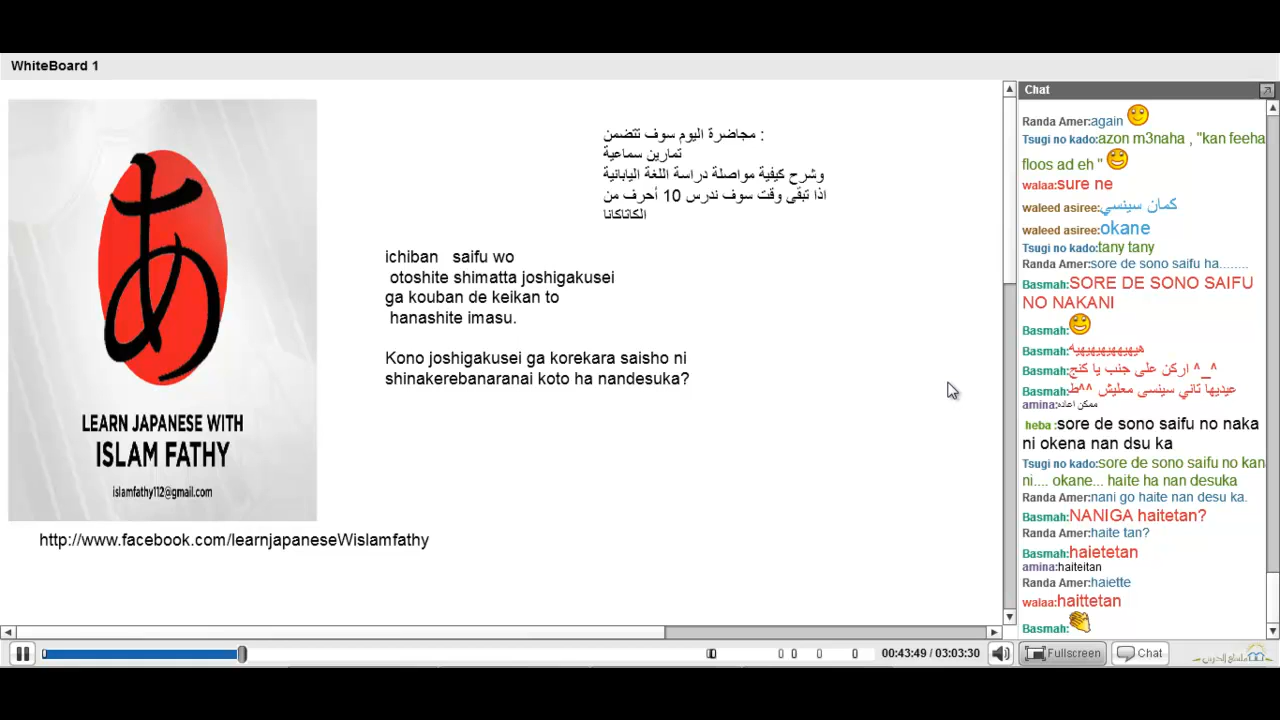 WhiteBoard 1
あ
LEARN JAPANESE WITH
ISLAM FATHY
islamfathy112@gmail.com
http://www.facebook.com/learnjapaneseWislamfathy
مجاضرة اليوم سوف تتضمن :
تمارين سماعية
وشرح كيفية مواصلة دراسة اللغة اليابانية
اذا تبقى وقت سوف ندرس 10 أحرف من
الكاتاكانا
ichiban saifu wo
otoshite shimatta joshigakusei
ga kouban de keikan to
hanashite imasu.
Kono joshigakusei ga korekara saisho ni
shinakerebanaranai koto ha nandesuka?
Chat
Randa Amer:again
Tsugi no kado:azon m3naha , "kan feeha
floos ad eh "
walaa:sure ne
waleed asiree:كمان سينسي
waleed asiree:okane
Tsugi no kado:tany tany
Randa Amer:sore de sono saifu ha........
Basmah:SORE DE SONO SAIFU
NO NAKANI
Basmah:
Basmah:هيهيههيهيهيهيه
Basmah:اركن على جنب يا كنج ^_^
Basmah:عيديها تاني سينسى معليش ^^ط
amina:ممكن اعاده
heba :sore de sono saifu no naka
ni okena nan dsu ka
Tsugi no kado:sore de sono saifu no kan
ni.... okane... haite ha nan desuka
Randa Amer:nani go haite nan desu ka.
Basmah:NANIGA haitetan?
Randa Amer:haite tan?
Basmah:haietetan
amina:haiteitan
Randa Amer:haiette
walaa:haittetan
Basmah:
00:43:49 / 03:03:30
Fullscreen
Chat